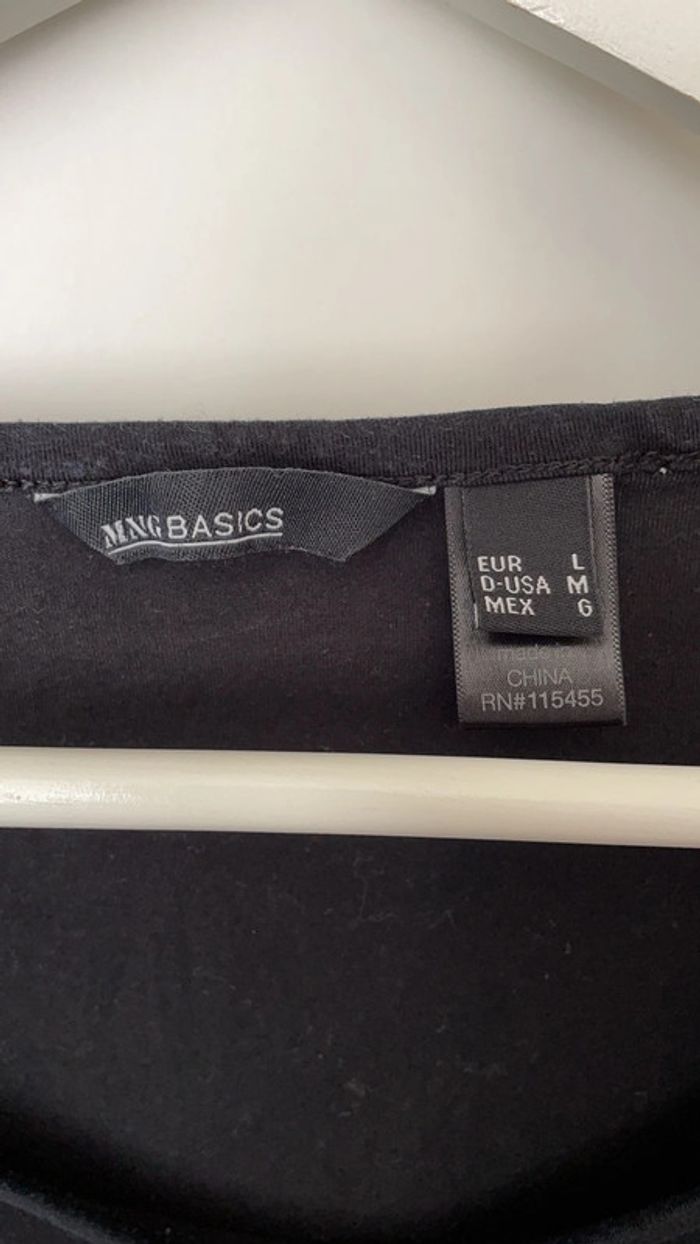 MNG BASICS
EUR L
D-USA M
MEX G
CHINA
RN#115455